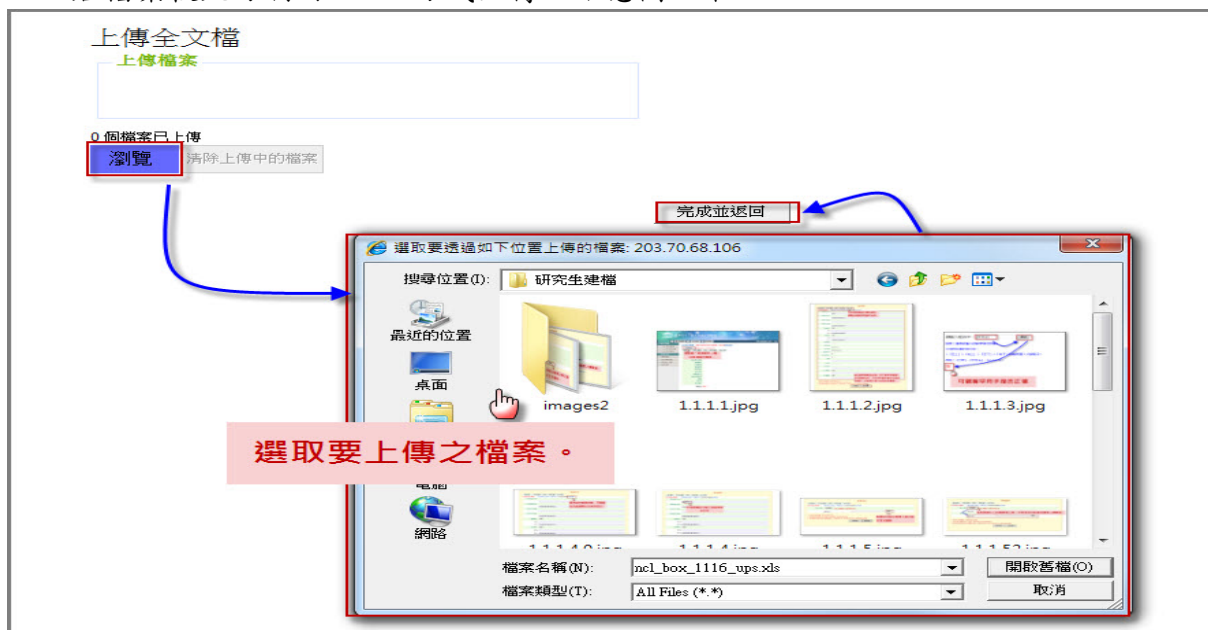 上傳全文檔
上傳檔案
0 個檔案已上傳
瀏覽 清除上傳中的檔案
完成並返回
選取要透過如下位置上傳的檔案: 203.70.68.106
搜尋位置(I): 研究生建檔
最近的位置
桌面
images2 1.1.1.1.jpg 1.1.1.2.jpg 1.1.1.3.jpg
選取要上傳之檔案。
電腦
網路
檔案名稱(N): ncl_box_1116_ups.xls 開啟舊檔(O)
檔案類型(T): All Files (*.*) 取消